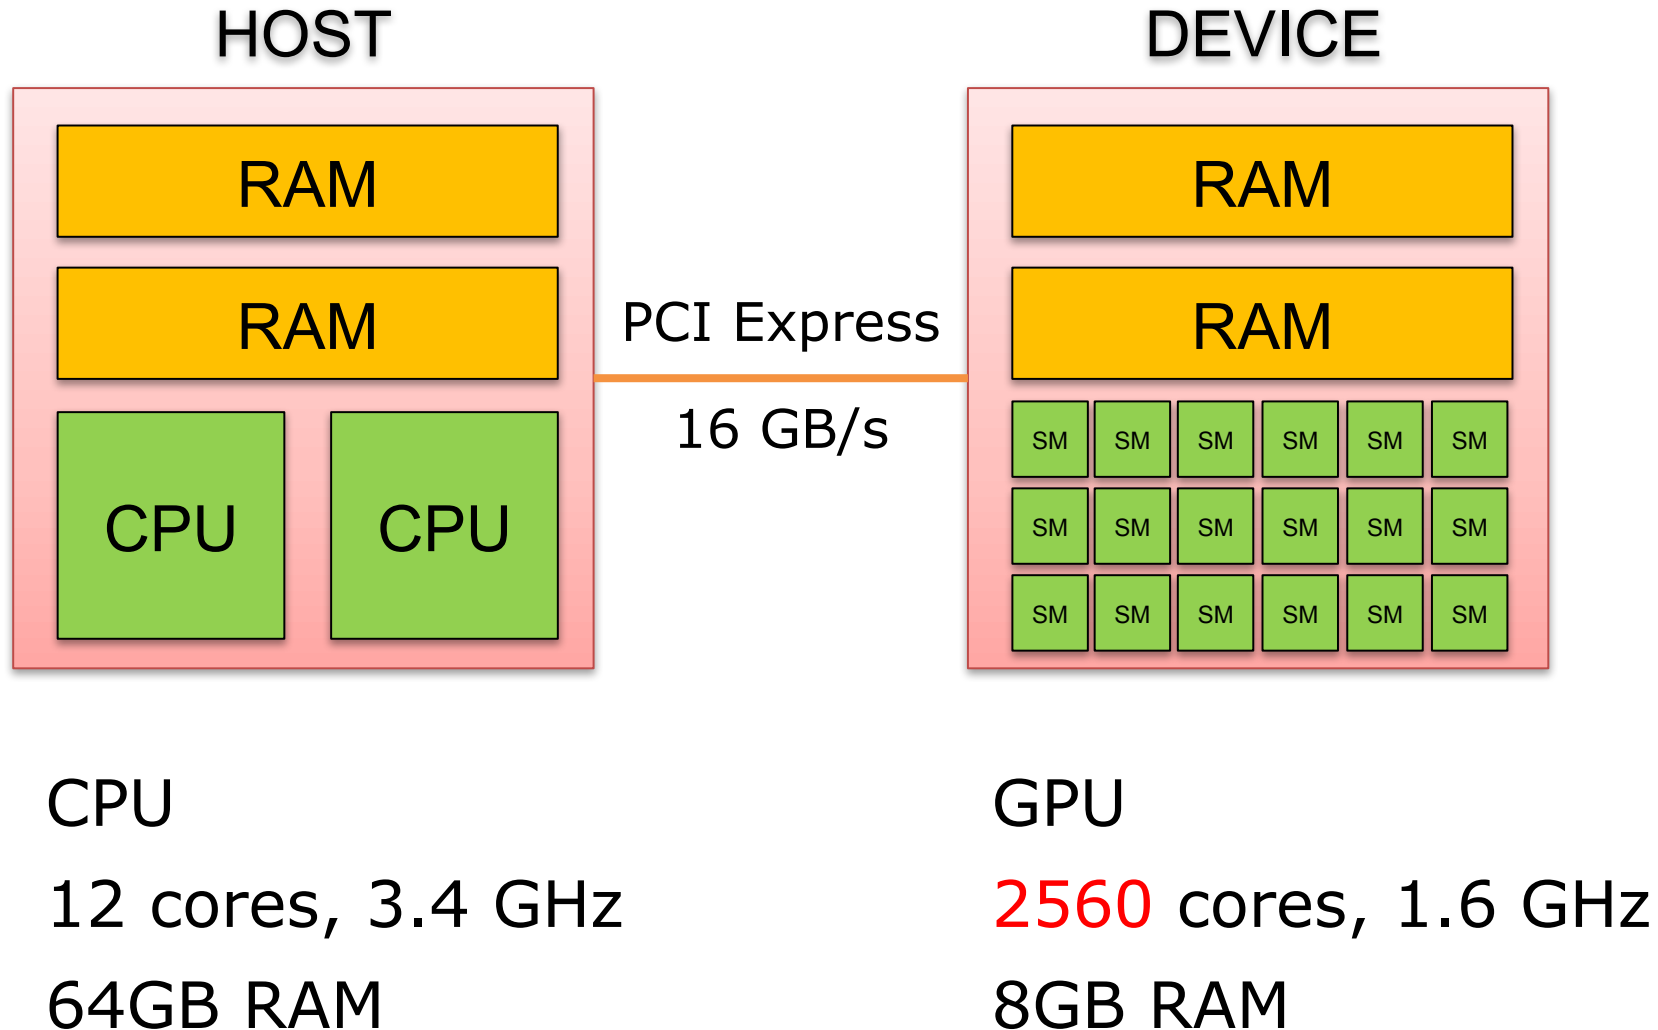 HOST
DEVICE
RAM
RAM
CPU CPU
PCI Express
16 GB/s
RAM
RAM
SM SM SM SM SM SM
SM SM SM SM SM SM
SM SM SM SM SM SM
CPU
12 cores, 3.4 GHz
64GB RAM
GPU
2560 cores, 1.6 GHz
8GB RAM